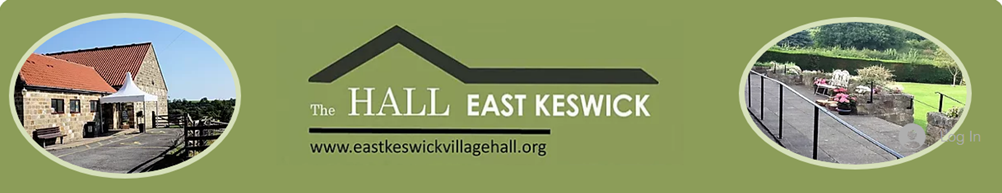 The HALL EAST KESWICK
www.eastkeswickvillagehall.org
Log In